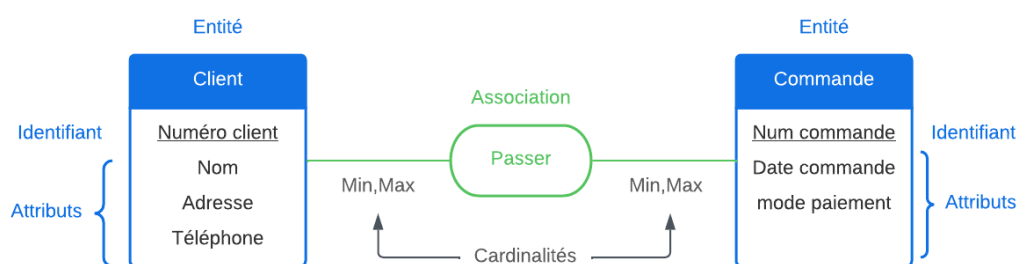 Entité
Entité
Client
Commande
Association
Identifiant
Numéro client
Passer
Num commande
Identifiant
Nom
Date commande
Min,Max
Min,Max
Attributs
Adresse
mode paiement
Attributs
Téléphone
Cardinalités